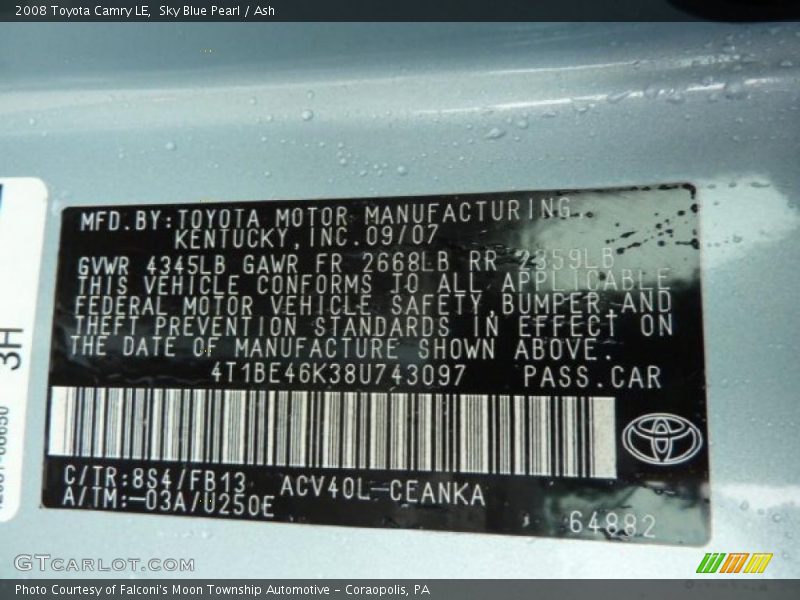 2008 Toyota Camry LE, Sky Blue Pearl / Ash
MFD.BY:TOYOTA MOTOR MANUFACTURING,
KENTUCKY,INC.09/07
GVWR 4345LB GAWR FR 2668LB RR 2359LB
THIS VEHICLE CONFORMS TO ALL APPLICABLE
FEDERAL MOTOR VEHICLE SAFETY,BUMPER,AND
THEFT PREVENTION STANDARDS IN EFFECT ON
THE DATE OF MANUFACTURE SHOWN ABOVE.
4T1BE46K38U743097 PASS.CAR
C/TR:8S4/FB13 ACV40L-CEANKA
A/TM:-03A/U250E
64882
3H
GTCARLOT.COM
Photo Courtesy of Falconi's Moon Township Automotive - Coraopolis, PA